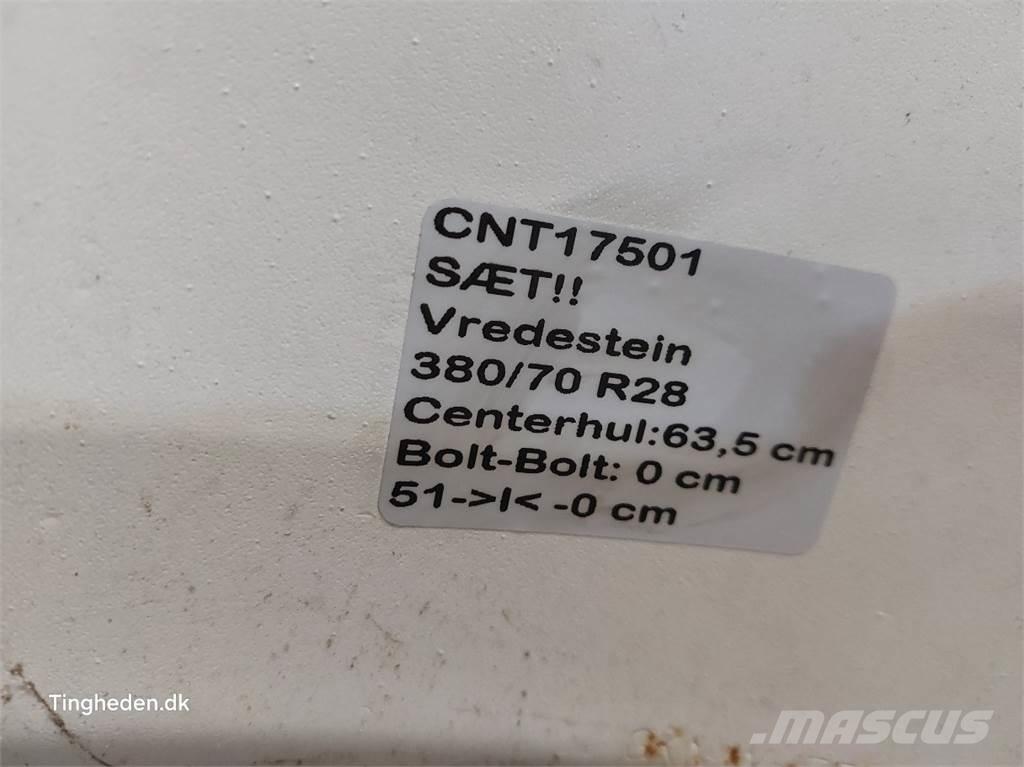 CNT17501
SÆT!!
Vredestein
380/70 R28
Centerhul:63,5 cm
Bolt-Bolt: 0 cm
51->I< -0 cm
Tingheden.dk
MASCUS